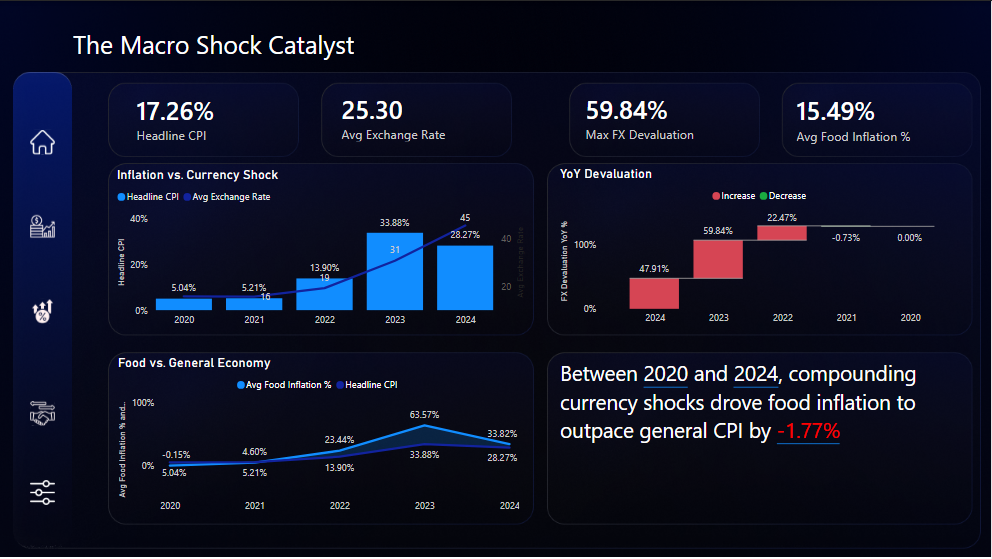 The Macro Shock Catalyst
17.26%
Headline CPI
25.30
Avg Exchange Rate
59.84%
Max FX Devaluation
15.49%
Avg Food Inflation %
Inflation vs. Currency Shock
Headline CPI Avg Exchange Rate
Headline CPI
40%
20%
0%
5.04%
5.21%
16
13.90%
19
33.88%
31
45
28.27%
40
20
Avg Exchange Rate
2020 2021 2022 2023 2024
YoY Devaluation
Increase Decrease
FX Devaluation YoY %
100%
0%
47.91%
59.84%
22.47%
-0.73%
0.00%
2024 2023 2022 2021 2020
Food vs. General Economy
Avg Food Inflation % Headline CPI
Avg Food Inflation % and...
100%
0%
-0.15%
5.04%
4.60%
5.21%
23.44%
13.90%
63.57%
33.88%
33.82%
28.27%
2020 2021 2022 2023 2024
Between 2020 and 2024, compounding
currency shocks drove food inflation to
outpace general CPI by -1.77%